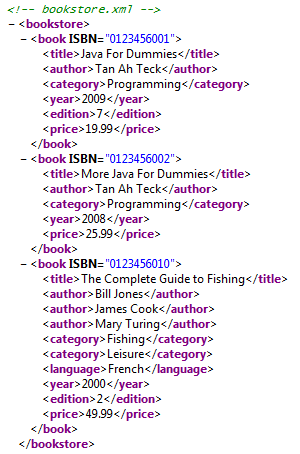 <!-- bookstore.xml -->
– <bookstore>
– <book ISBN="0123456001">
<title>Java For Dummies</title>
<author>Tan Ah Teck</author>
<category>Programming</category>
<year>2009</year>
<edition>7</edition>
<price>19.99</price>
</book>
– <book ISBN="0123456002">
<title>More Java For Dummies</title>
<author>Tan Ah Teck</author>
<category>Programming</category>
<year>2008</year>
<price>25.99</price>
</book>
– <book ISBN="0123456010">
<title>The Complete Guide to Fishing</title>
<author>Bill Jones</author>
<author>James Cook</author>
<author>Mary Turing</author>
<category>Fishing</category>
<category>Leisure</category>
<language>French</language>
<year>2000</year>
<edition>2</edition>
<price>49.99</price>
</book>
</bookstore>